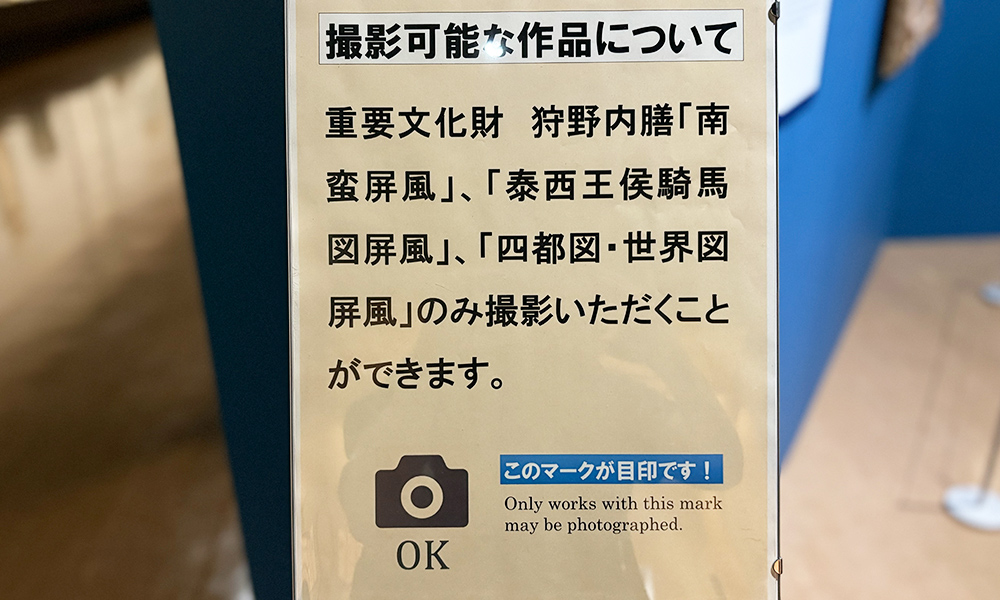 撮影可能な作品について
重要文化財　狩野内膳「南
蛮屏風」、「泰西王侯騎馬
図屏風」、「四都図・世界図
屏風」のみ撮影いただくこと
ができます。
このマークが目印です！
Only works with this mark
may be photographed.
OK